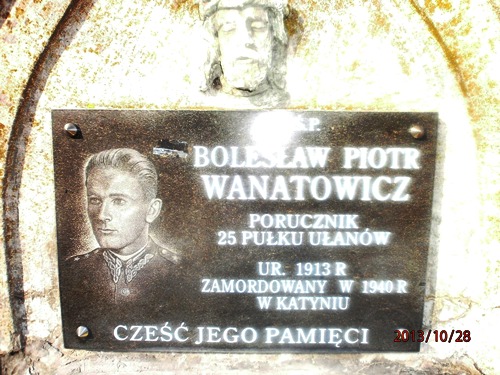 BOLESŁAW PIOTR
WANATOWICZ
PORUCZNIK
25 PUŁKU UŁANÓW
UR. 1913 R
ZAMORDOWANY W 1940 R
W KATYNIU
CZEŚĆ JEGO PAMIĘCI
2013/10/28